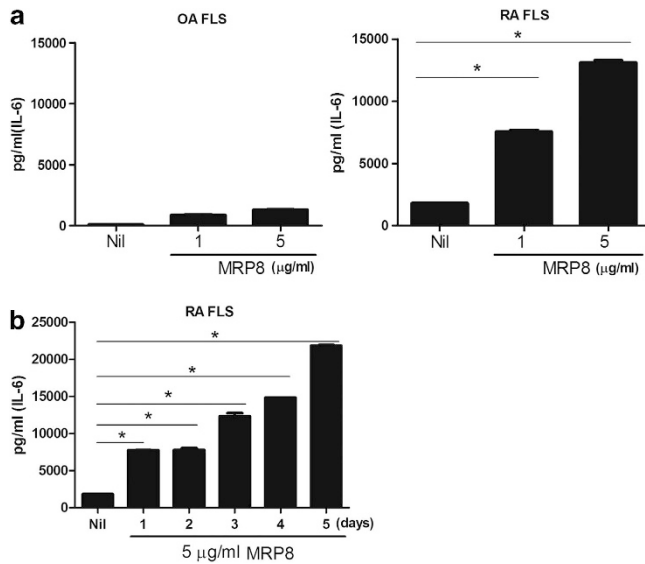 a
OA FLS
pg/ml(IL-6)
15000
10000
5000
0
Nil
1
5
MRP8 (μg/ml)
RA FLS
pg/ml (IL-6)
15000
10000
5000
0
*
*
Nil
1
5
MRP8 (μg/ml)
b
RA FLS
pg/ml (IL-6)
25000
20000
15000
10000
5000
0
*
*
*
*
*
Nil
1
2
3
4
5 (days)
5 μg/ml MRP8